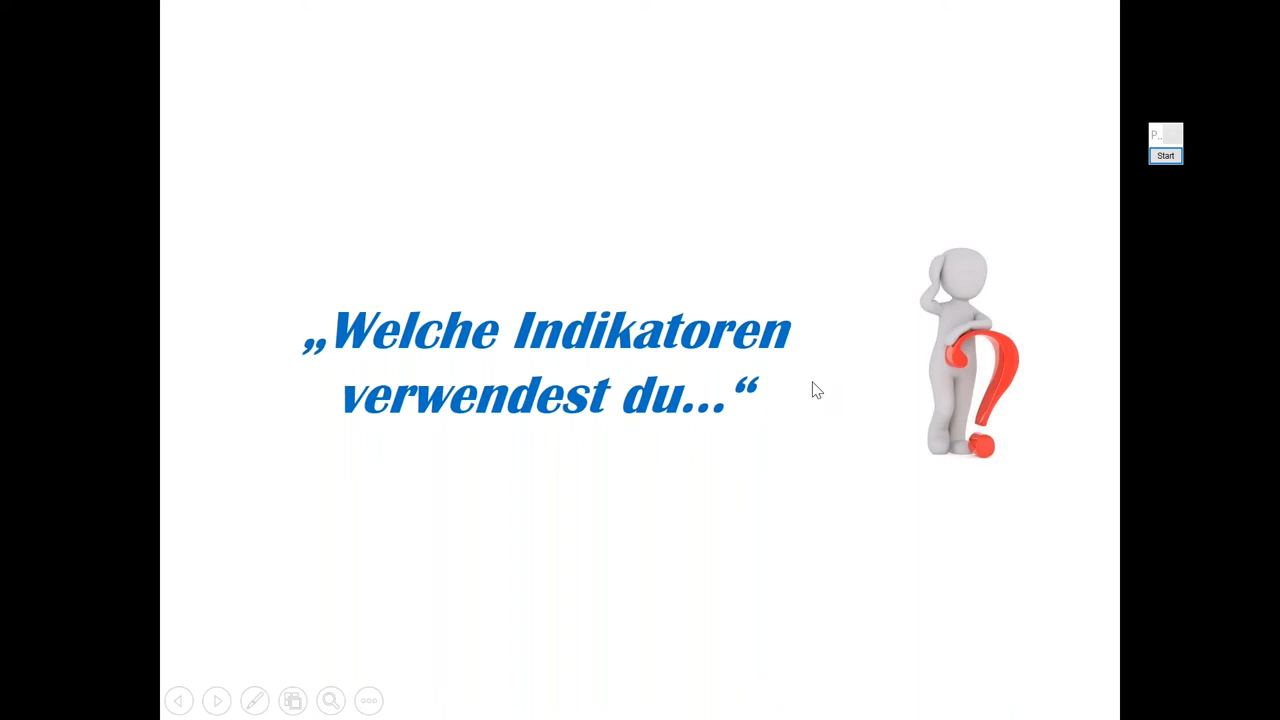 P...
Start
„Welche Indikatoren
verwendest du...“